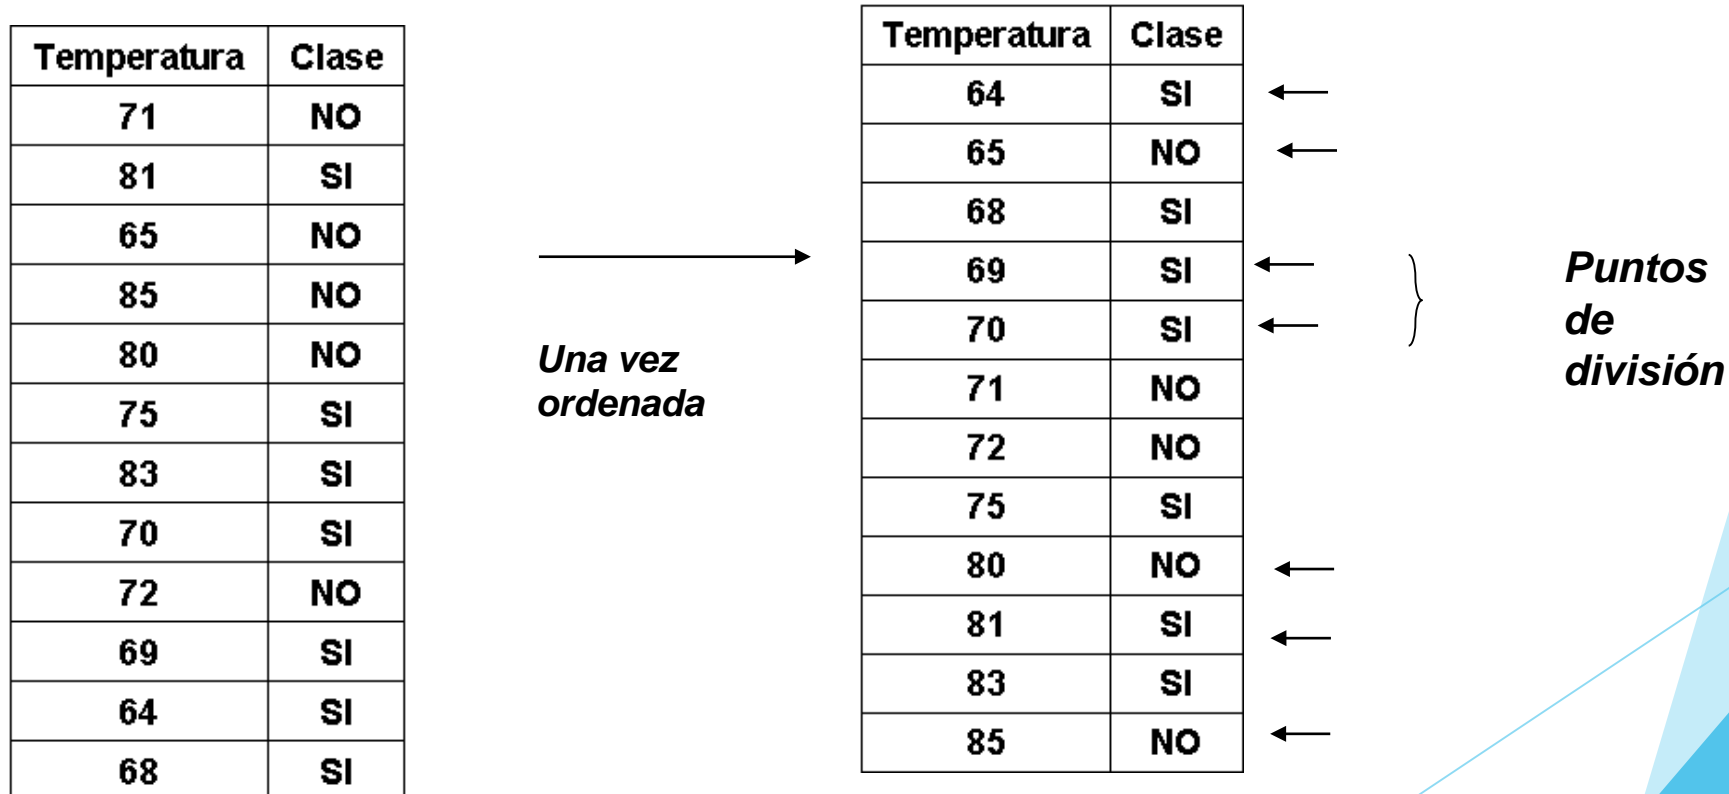 Temperatura Clase
71 NO
81 SI
65 NO
85 NO
80 NO
75 SI
83 SI
70 SI
72 NO
69 SI
64 SI
68 SI
Una vez
ordenada
Temperatura Clase
64 SI
65 NO
68 SI
69 SI
70 SI
71 NO
72 NO
75 SI
80 NO
81 SI
83 SI
85 NO
Puntos
de
división